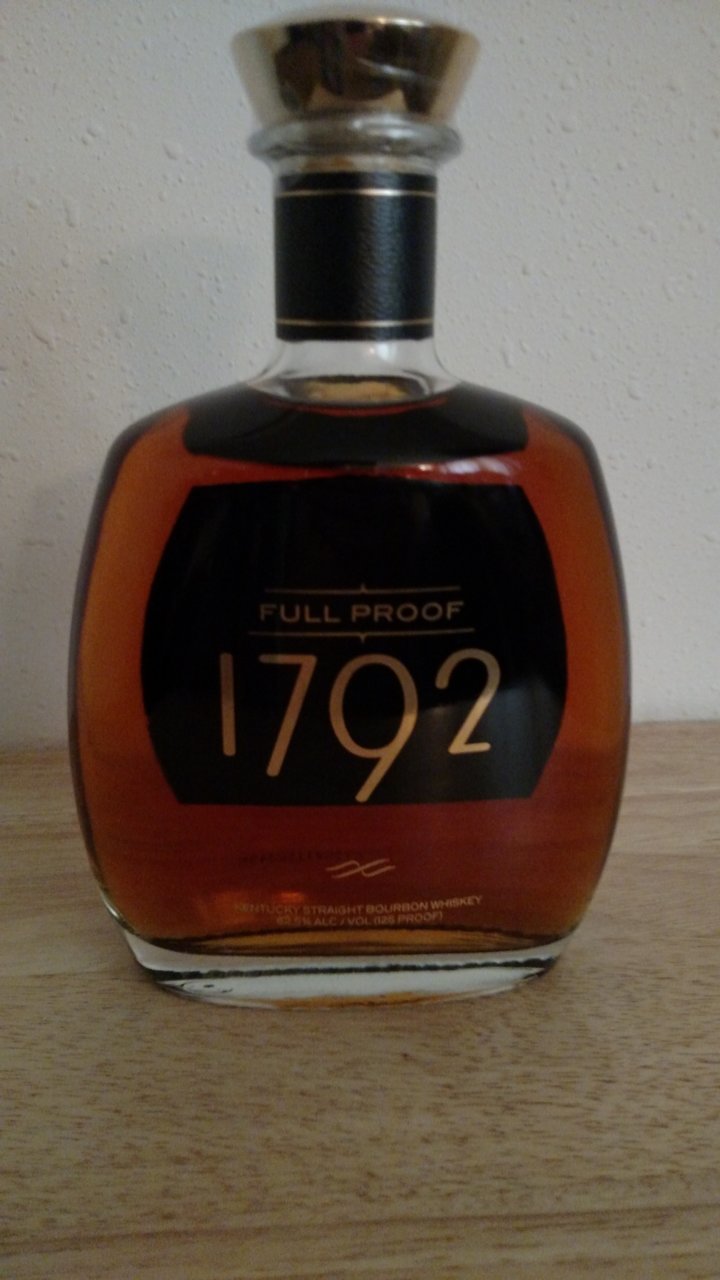 FULL PROOF
1792
KENTUCKY STRAIGHT BOURBON WHISKEY
62.5% ALC / VOL (125 PROOF)